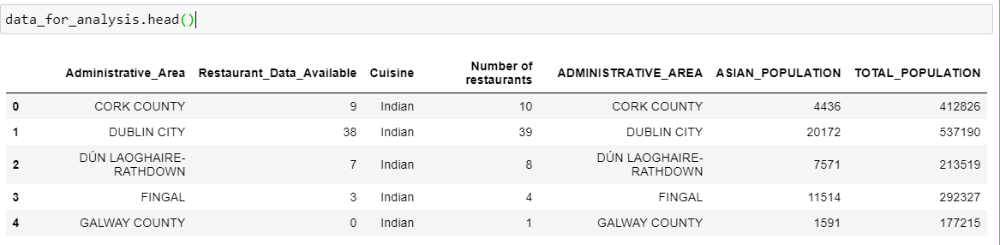 data_for_analysis.head()
Administrative_Area Restaurant_Data_Available Cuisine Number of restaurants ADMINISTRATIVE_AREA ASIAN_POPULATION TOTAL_POPULATION
0 CORK COUNTY 9 Indian 10 CORK COUNTY 4436 412826
1 DUBLIN CITY 38 Indian 39 DUBLIN CITY 20172 537190
2 DÚN LAOGHAIRE-RATHDOWN 7 Indian 8 DÚN LAOGHAIRE-RATHDOWN 7571 213519
3 FINGAL 3 Indian 4 FINGAL 11514 292327
4 GALWAY COUNTY 0 Indian 1 GALWAY COUNTY 1591 177215